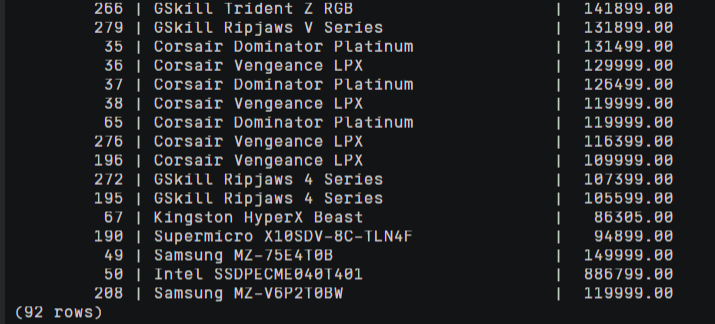 266 | GSkill Trident Z RGB | 141899.00
279 | GSkill Ripjaws V Series | 131899.00
35 | Corsair Dominator Platinum | 131499.00
36 | Corsair Vengeance LPX | 129999.00
37 | Corsair Dominator Platinum | 126499.00
38 | Corsair Vengeance LPX | 119999.00
65 | Corsair Dominator Platinum | 119999.00
276 | Corsair Vengeance LPX | 116399.00
196 | Corsair Vengeance LPX | 109999.00
272 | GSkill Ripjaws 4 Series | 107399.00
195 | GSkill Ripjaws 4 Series | 105599.00
67 | Kingston HyperX Beast | 86305.00
190 | Supermicro X10SDV-8C-TLN4F | 94899.00
49 | Samsung MZ-75E4T0B | 149999.00
50 | Intel SSDPECME040T401 | 886799.00
208 | Samsung MZ-V6P2T0BW | 119999.00
(92 rows)